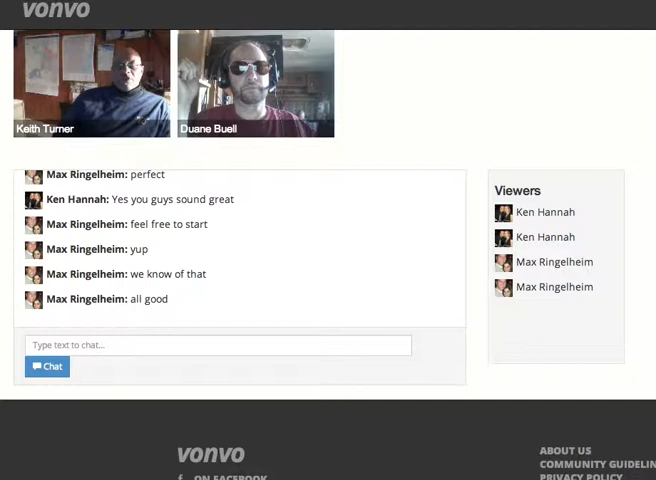 vonvo
Keith Turner
Duane Buell
Max Ringelheim: perfect
Ken Hannah: Yes you guys sound great
Max Ringelheim: feel free to start
Max Ringelheim: yup
Max Ringelheim: we know of that
Max Ringelheim: all good
Type text to chat...
Chat
Viewers
Ken Hannah
Ken Hannah
Max Ringelheim
Max Ringelheim
vonvo
f ON FACEBOOK
ABOUT US
COMMUNITY GUIDELIN
PRIVACY POLICY